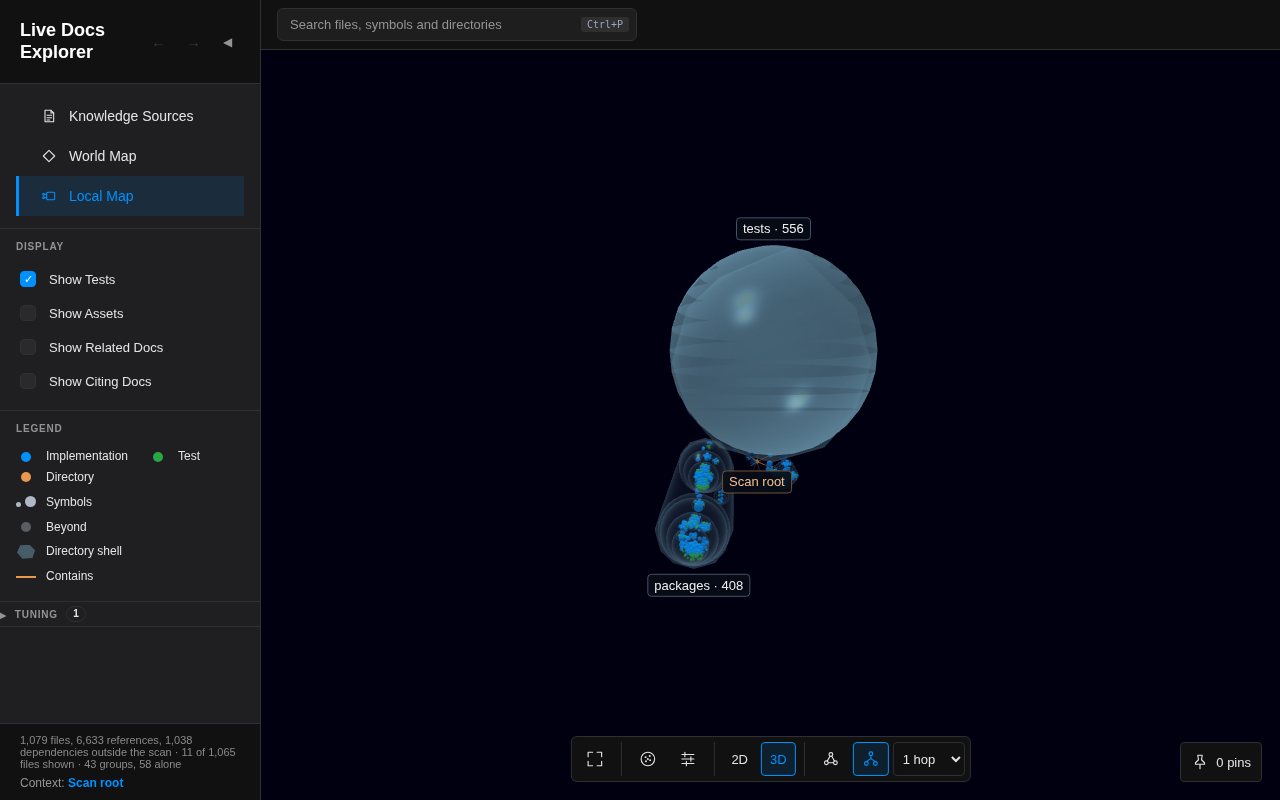 Live Docs
Explorer
Search files, symbols and directories
Ctrl+P
Knowledge Sources
World Map
Local Map
DISPLAY
Show Tests
Show Assets
Show Related Docs
Show Citing Docs
LEGEND
Implementation
Test
Directory
Symbols
Beyond
Directory shell
Contains
TUNING 1
1,079 files, 6,633 references, 1,038
dependencies outside the scan · 11 of 1,065
files shown · 43 groups, 58 alone
Context: Scan root
tests · 556
Scan root
packages · 408
2D
3D
1 hop
0 pins